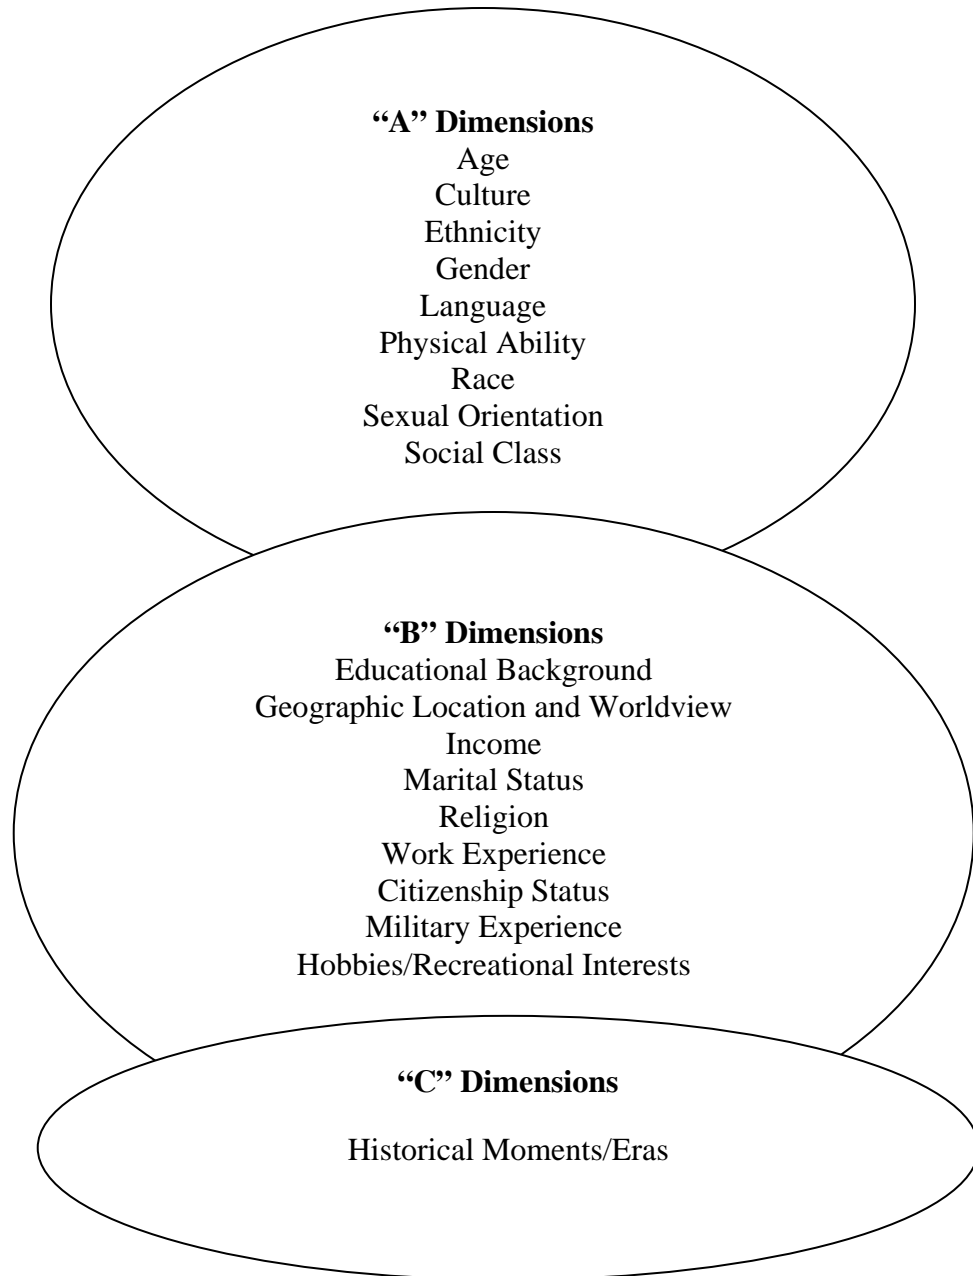 “A” Dimensions
Age
Culture
Ethnicity
Gender
Language
Physical Ability
Race
Sexual Orientation
Social Class
“B” Dimensions
Educational Background
Geographic Location and Worldview
Income
Marital Status
Religion
Work Experience
Citizenship Status
Military Experience
Hobbies/Recreational Interests
“C” Dimensions
Historical Moments/Eras